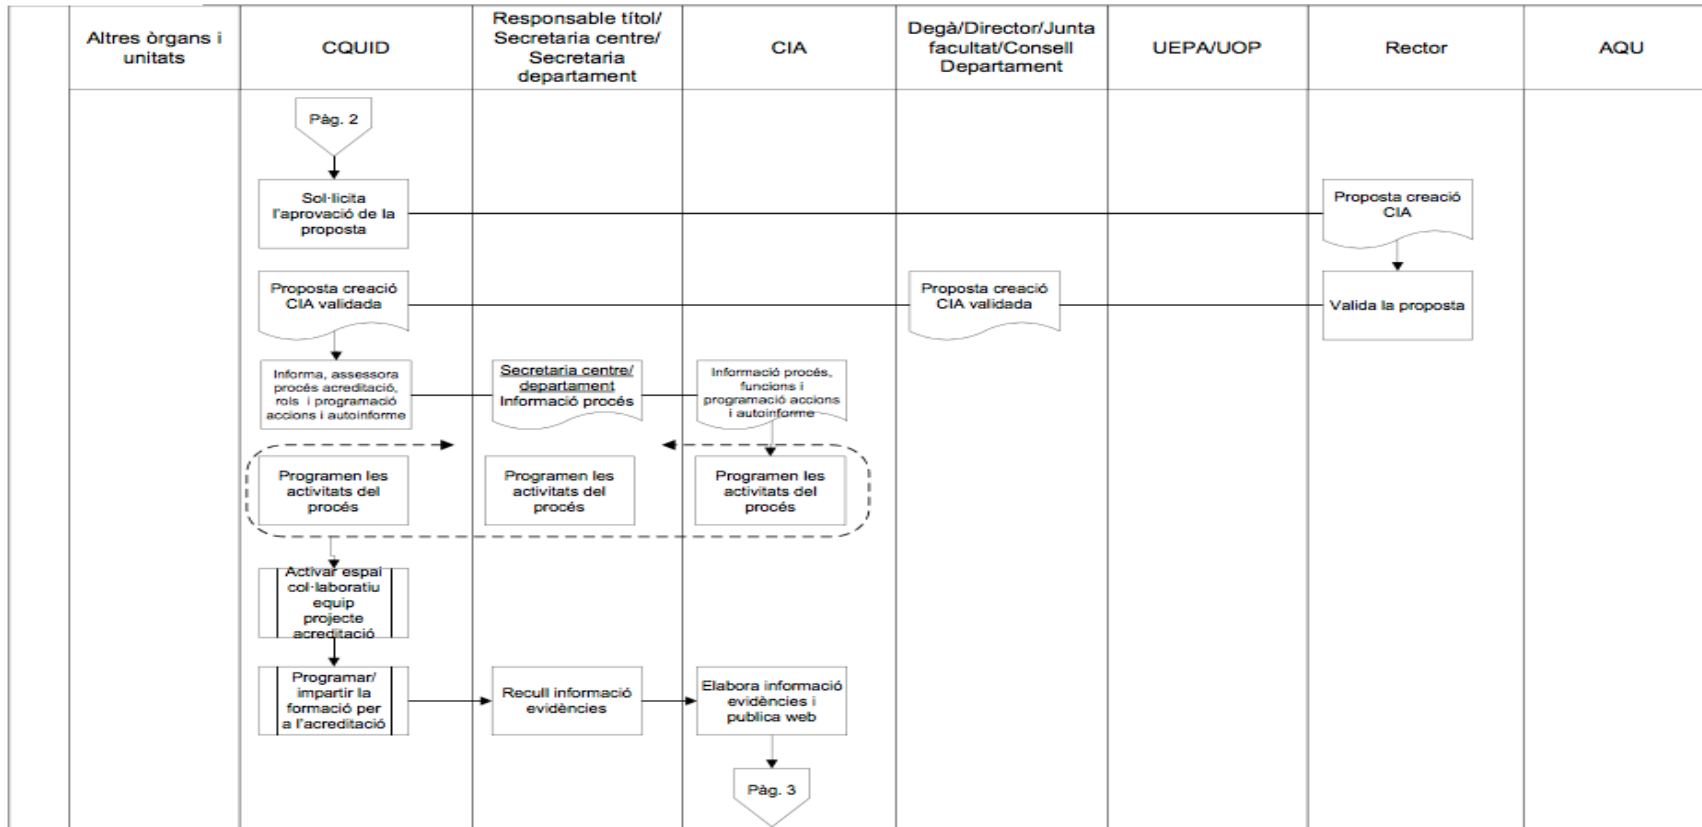 Altres òrgans i
unitats
CQUID
Responsable títol/
Secretaria centre/
Secretaria
departament
CIA
Degà/Director/Junta
facultat/Consell
Departament
UEPA/UOP
Rector
AQU
Pàg. 2
Sol·licita
l'aprovació de la
proposta
Proposta creació
CIA
Proposta creació
CIA validada
Proposta creació
CIA validada
Valida la proposta
Informa, assessora
procés acreditació,
rols i programació
accions i autoinforme
Secretaria centre/
departament
Informació procés
Informació procés,
funcions i
programació accions
i autoinforme
Programen les
activitats del
procés
Programen les
activitats del
procés
Programen les
activitats del
procés
Activar espai
col·laboratiu
equip
projecte
acreditació
Programar/
impartir la
formació per
a l'acreditació
Recull informació
evidències
Elabora informació
evidències i
publica web
Pàg. 3